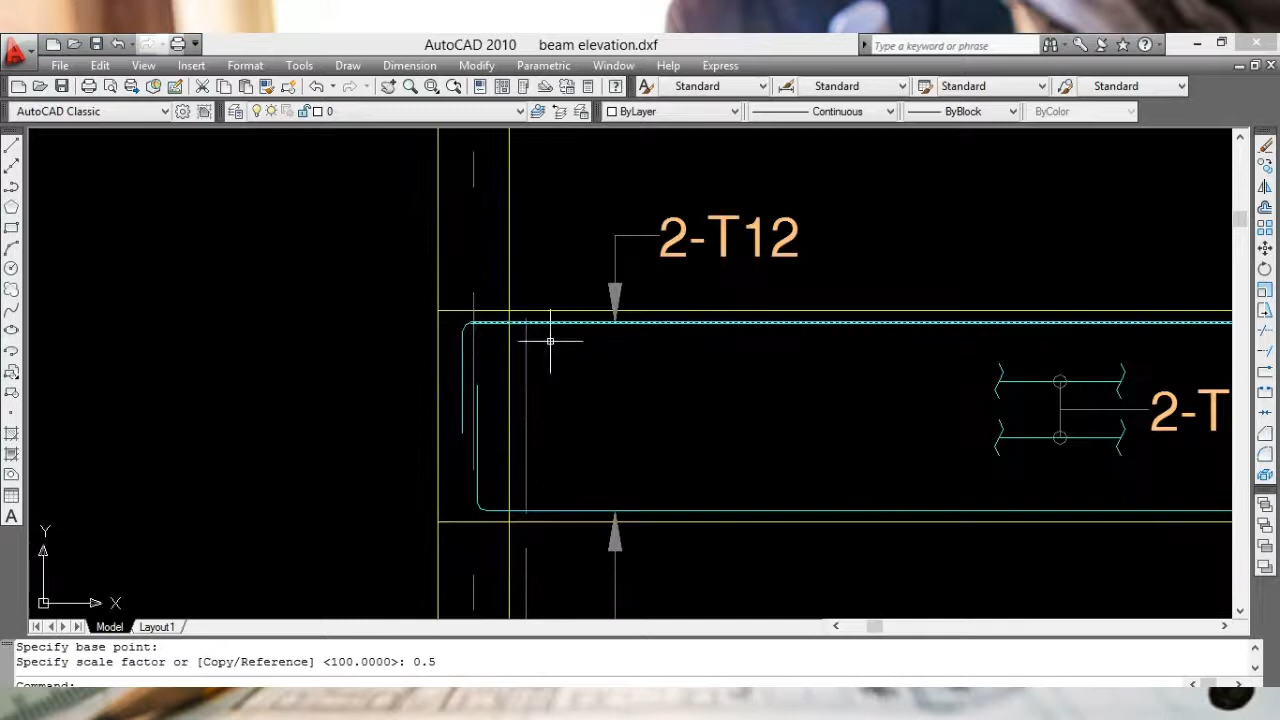 AutoCAD 2010 beam elevation.dxf Type a keyword or phrase
File Edit View Insert Format Tools Draw Dimension Modify Parametric Window Help Express
Standard Standard Standard Standard
AutoCAD Classic 0 ByLayer Continuous ByBlock ByColor
2-T12
2-T
A
Y
X
Model Layout1
Specify base point:
Specify scale factor or [Copy/Reference] <100.0000>: 0.5
Command: